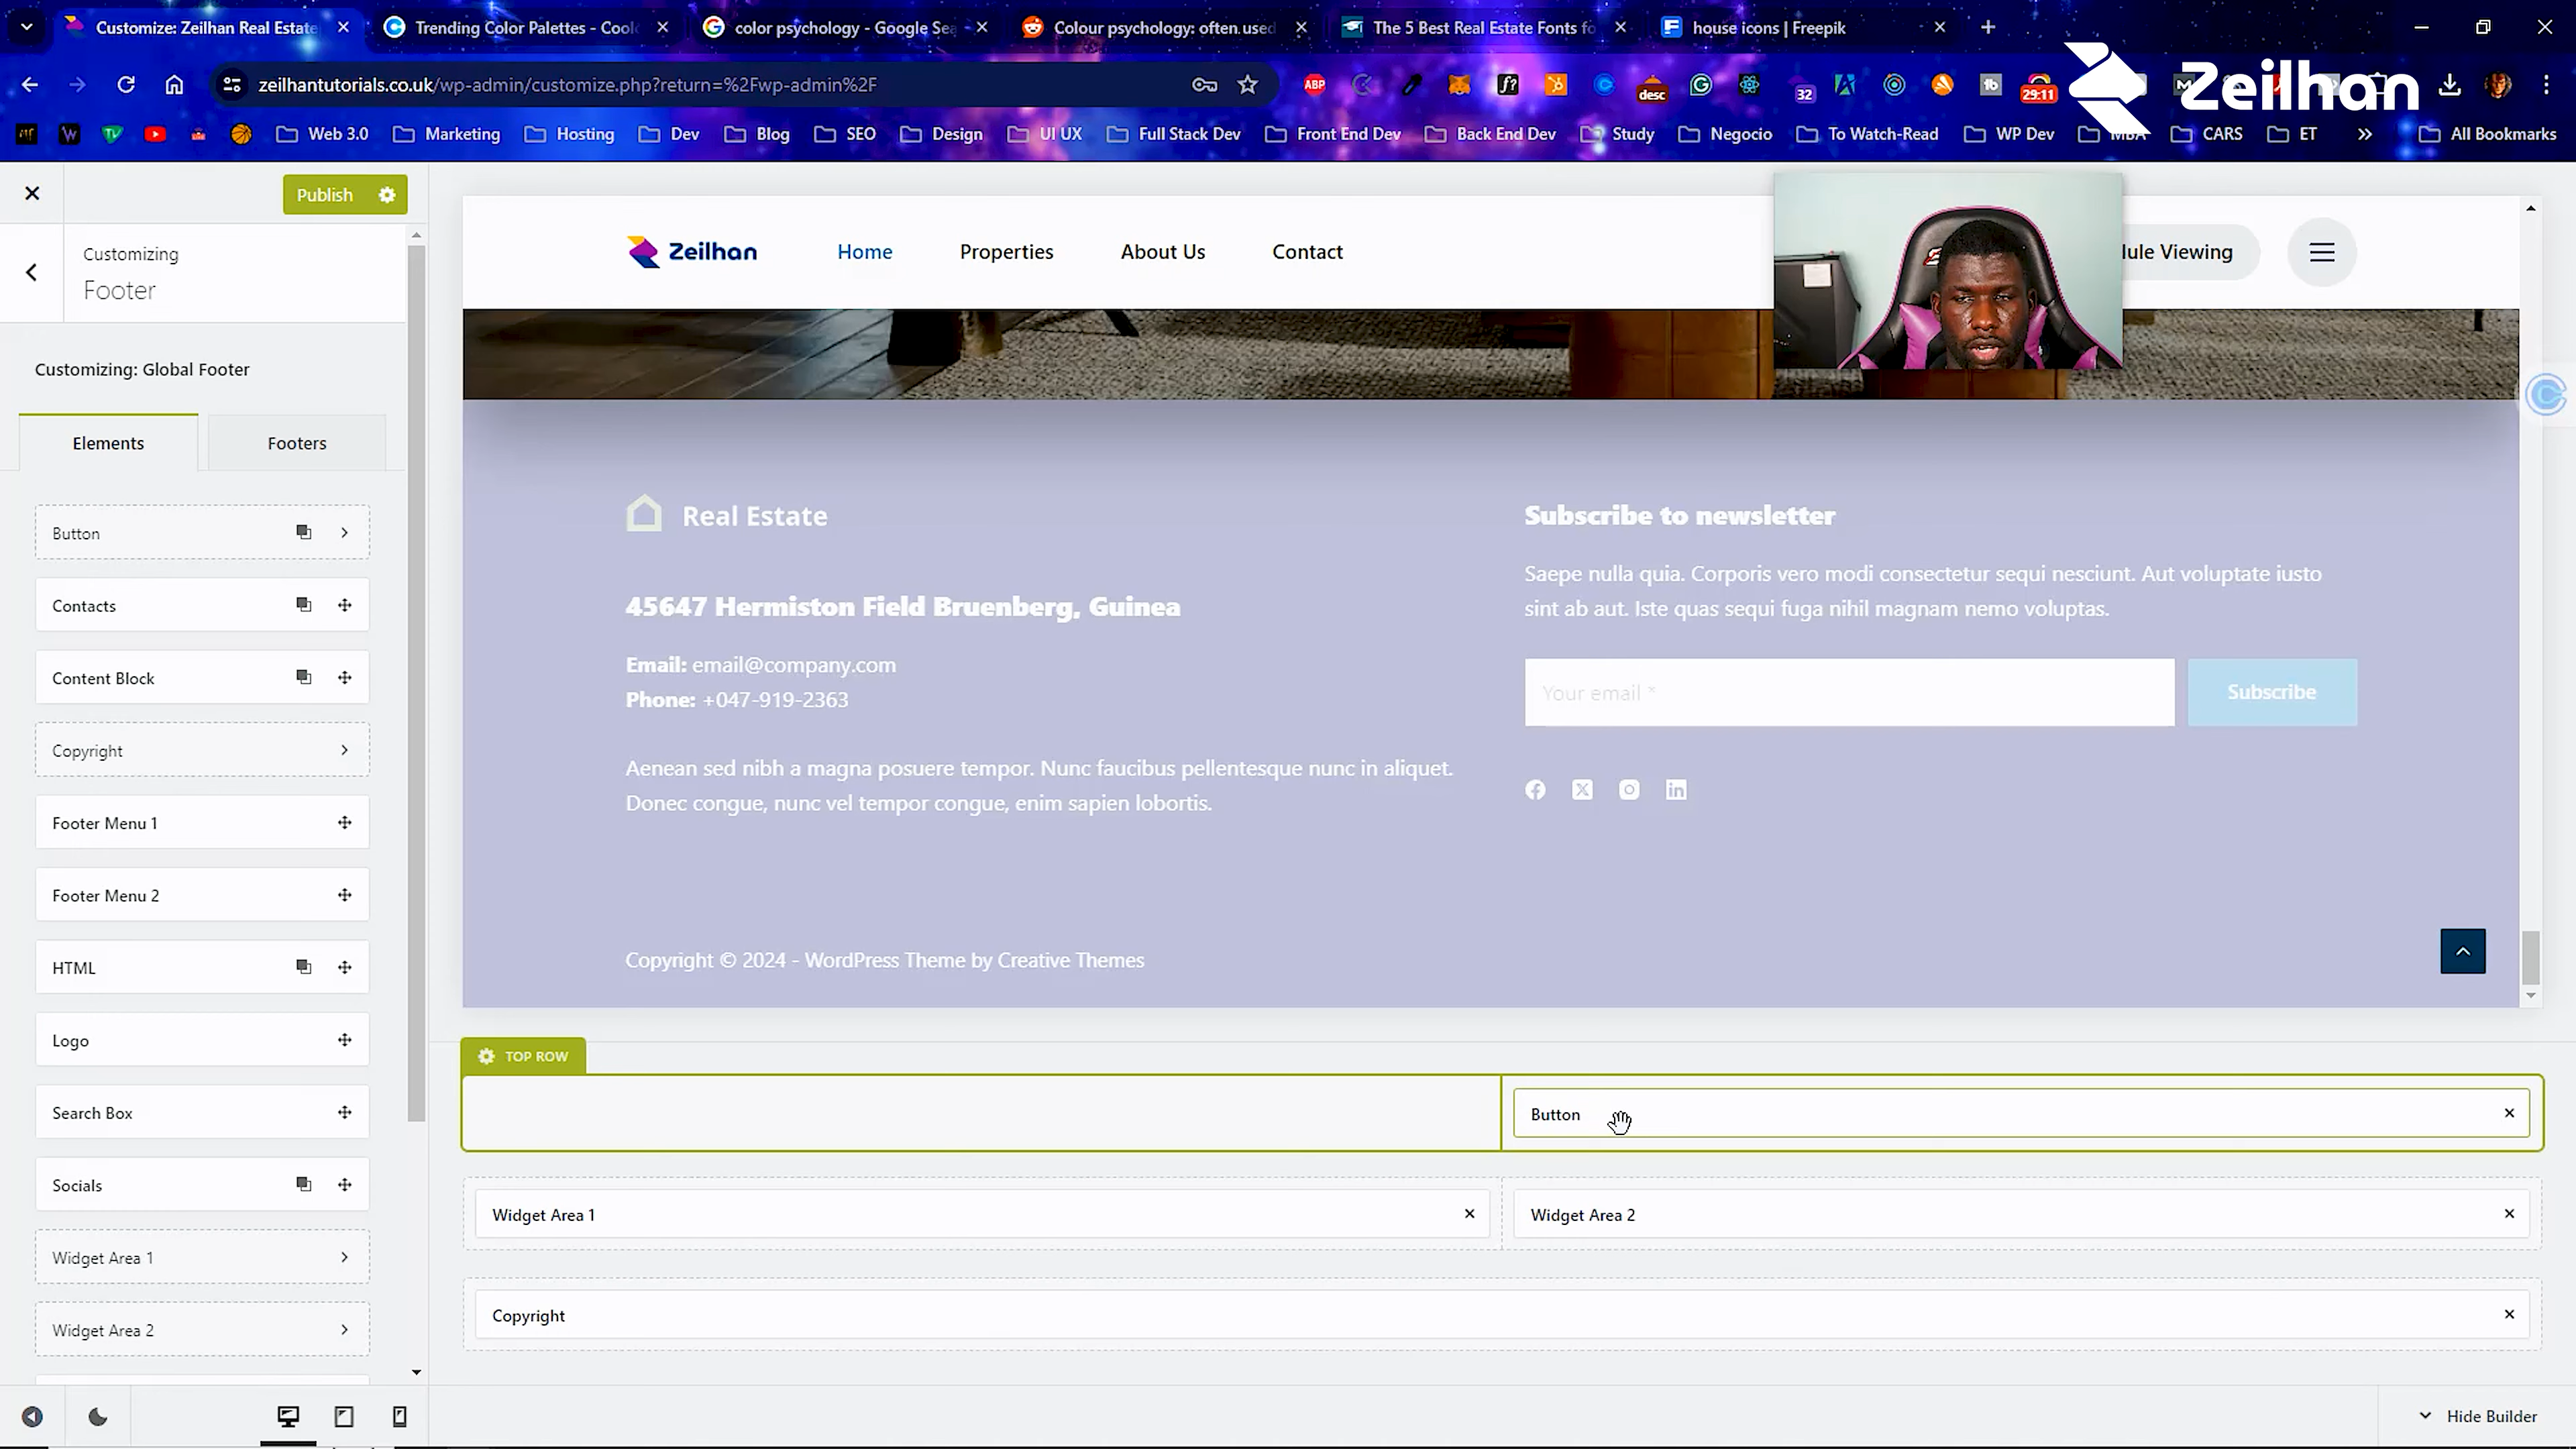 Customize: Zeilhan Real Estate
Trending Color Palettes - Cool
color psychology - Google Sea
Colour psychology: often used
The 5 Best Real Estate Fonts fo
house icons | Freepik
zeilhantutorials.co.uk/wp-admin/customize.php?return=%2Fwp-admin%2F
ABP
f?
32
desc
tb
29:11
Zeilhan
Web 3.0
Marketing
Hosting
Dev
Blog
SEO
Design
UI UX
Full Stack Dev
Front End Dev
Back End Dev
Study
Negocio
To Watch-Read
WP Dev
MBA
CARS
ET
All Bookmarks
Publish
Customizing
Footer
Customizing: Global Footer
Elements
Footers
Button
Contacts
Content Block
Copyright
Footer Menu 1
Footer Menu 2
HTML
Logo
Search Box
Socials
Widget Area 1
Widget Area 2
Zeilhan
Home
Properties
About Us
Contact
ule Viewing
Real Estate
45647 Hermiston Field Bruenberg, Guinea
Email: email@company.com
Phone: +047-919-2363
Aenean sed nibh a magna posuere tempor. Nunc faucibus pellentesque nunc in aliquet.
Donec congue, nunc vel tempor congue, enim sapien lobortis.
Subscribe to newsletter
Saepe nulla quia. Corporis vero modi consectetur sequi nesciunt. Aut voluptate iusto
sint ab aut. Iste quas sequi fuga nihil magnam nemo voluptas.
Your email *
Subscribe
Copyright © 2024 - WordPress Theme by Creative Themes
TOP ROW
Button
Widget Area 1
Widget Area 2
Copyright
Hide Builder